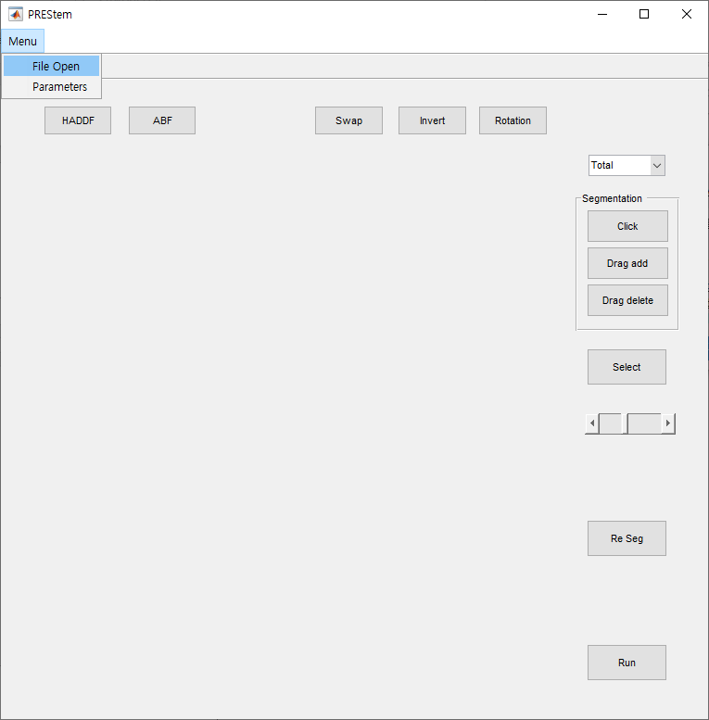 PREStem
Menu
File Open
Parameters
HADDF
ABF
Swap
Invert
Rotation
Total
Segmentation
Click
Drag add
Drag delete
Select
Re Seg
Run